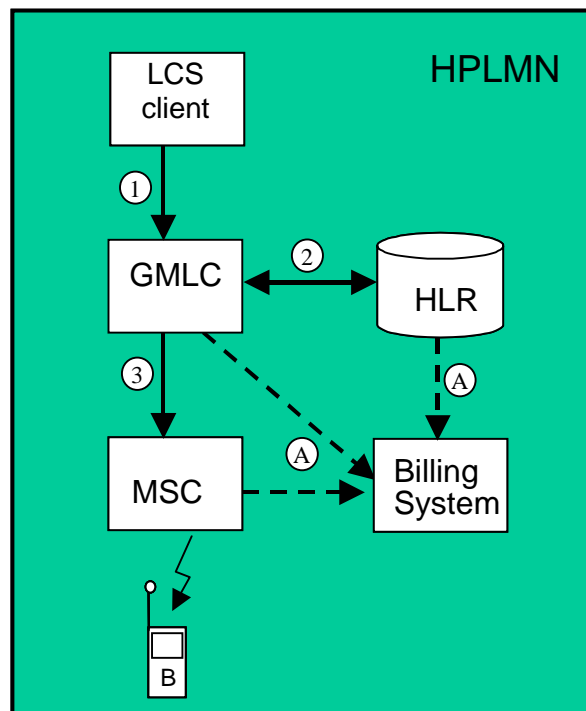 HPLMN
LCS
client
1
GMLC
2
HLR
3
A
A
MSC
Billing
System
B